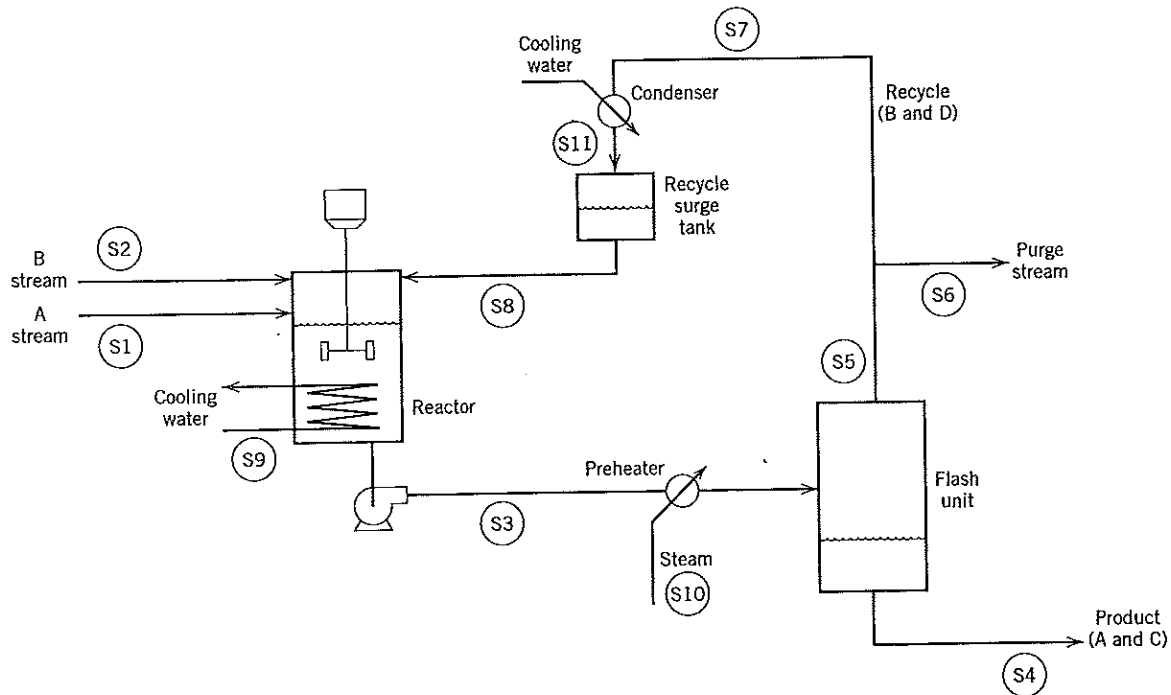 S7
Cooling
water
Condenser
Recycle
(B and D)
S11
Recycle
surge
tank
S2
B
stream
Purge
stream
S8
S6
A
stream
S1
S5
Cooling
water
Reactor
S9
Preheater
Flash
unit
S3
Steam
S10
Product
(A and C)
S4